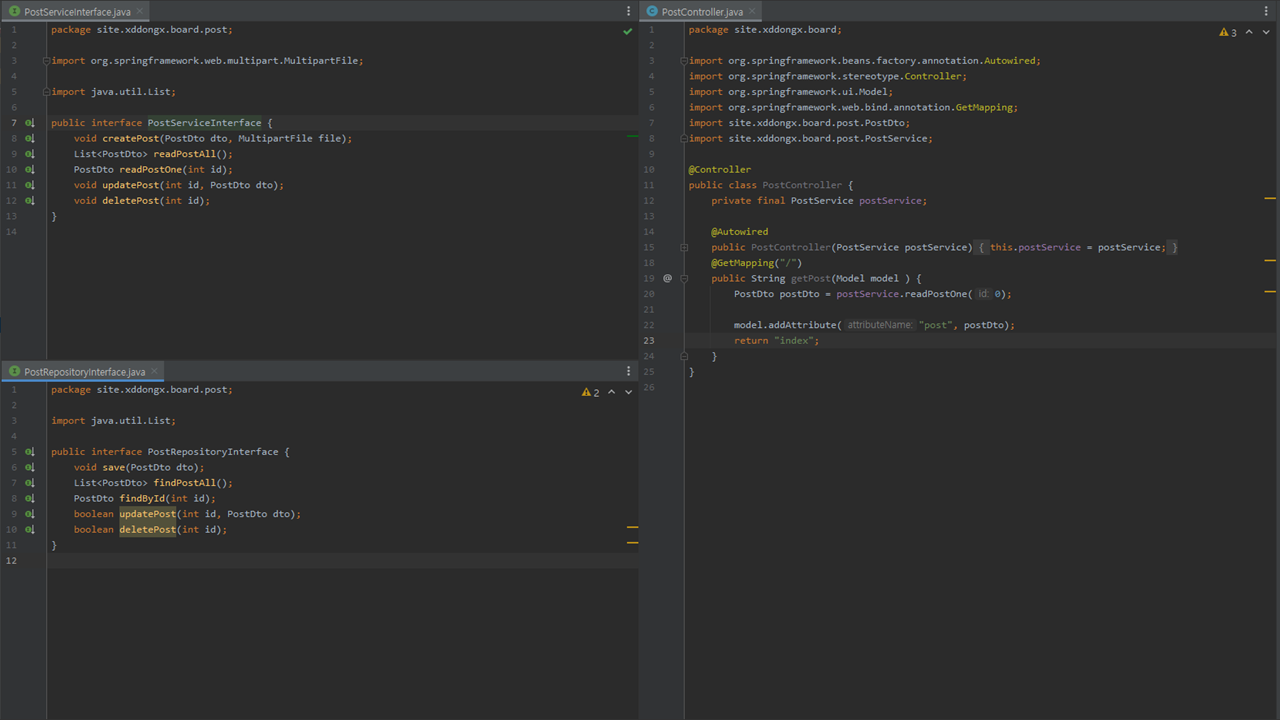 PostServiceInterface.java
1 package site.xddongx.board.post;
2
3 import org.springframework.web.multipart.MultipartFile;
4
5 import java.util.List;
6
7 public interface PostServiceInterface {
8 void createPost(PostDto dto, MultipartFile file);
9 List<PostDto> readPostAll();
10 PostDto readPostOne(int id);
11 void updatePost(int id, PostDto dto);
12 void deletePost(int id);
13 }
14
PostRepositoryInterface.java
2
1 package site.xddongx.board.post;
2
3 import java.util.List;
4
5 public interface PostRepositoryInterface {
6 void save(PostDto dto);
7 List<PostDto> findPostAll();
8 PostDto findById(int id);
9 boolean updatePost(int id, PostDto dto);
10 boolean deletePost(int id);
11 }
12
PostController.java
3
1 package site.xddongx.board;
2
3 import org.springframework.beans.factory.annotation.Autowired;
4 import org.springframework.stereotype.Controller;
5 import org.springframework.ui.Model;
6 import org.springframework.web.bind.annotation.GetMapping;
7 import site.xddongx.board.post.PostDto;
8 import site.xddongx.board.post.PostService;
9
10 @Controller
11 public class PostController {
12 private final PostService postService;
13
14 @Autowired
15 public PostController(PostService postService) { this.postService = postService; }
18 @GetMapping("/")
19 @ public String getPost(Model model ) {
20 PostDto postDto = postService.readPostOne( id: 0);
21
22 model.addAttribute( attributeName: "post", postDto);
23 return "index";
24 }
25 }
26